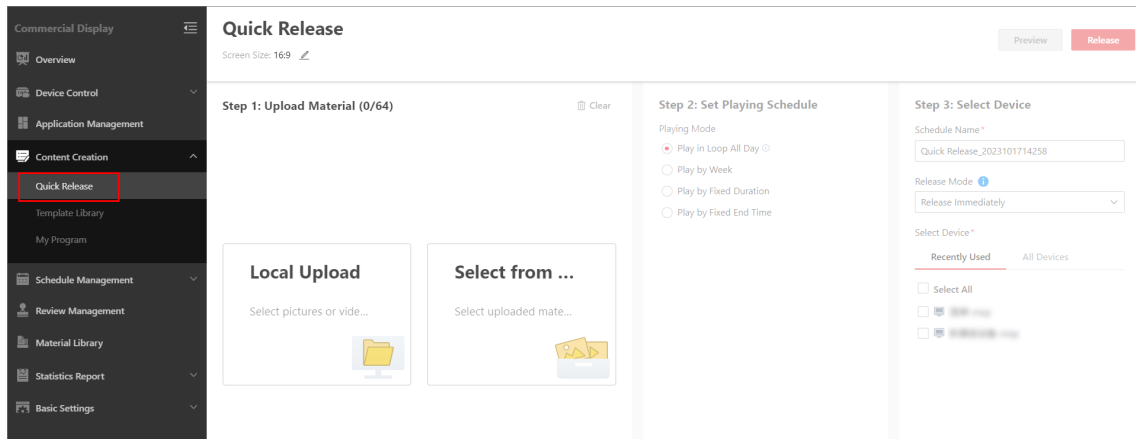 Commercial Display
Overview
Device Control
Application Management
Content Creation
Quick Release
Template Library
My Program
Schedule Management
Review Management
Material Library
Statistics Report
Basic Settings
Quick Release
Screen Size: 16:9
Preview
Release
Step 1: Upload Material (0/64)
Clear
Local Upload
Select pictures or vide...
Select from ...
Select uploaded mate...
Step 2: Set Playing Schedule
Playing Mode
Play in Loop All Day
Play by Week
Play by Fixed Duration
Play by Fixed End Time
Step 3: Select Device
Schedule Name*
Quick Release_2023101714258
Release Mode
Release Immediately
Select Device*
Recently Used
All Devices
Select All